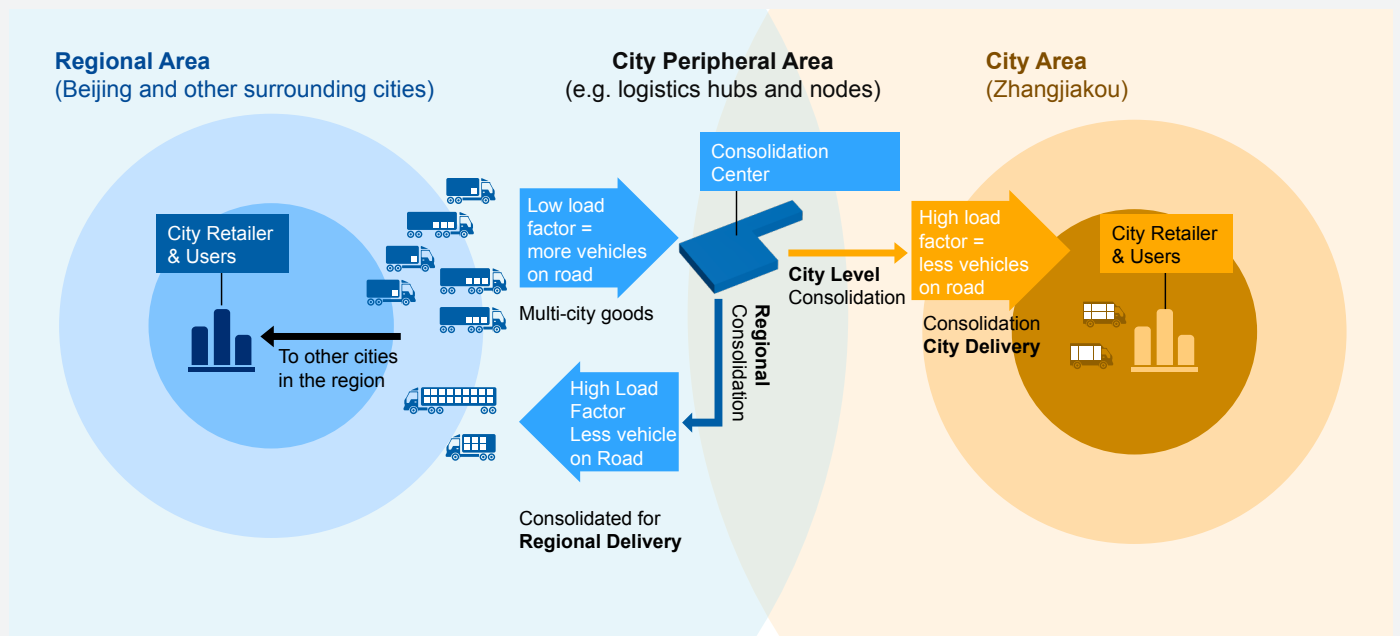 Regional Area
(Beijing and other surrounding cities)
City Peripheral Area
(e.g. logistics hubs and nodes)
City Area
(Zhangjiakou)
Consolidation
Center
City Retailer
& Users
Low load
factor =
more vehicles
on road
Multi-city goods
City Level
Consolidation
High load
factor =
less vehicles
on road
City Retailer
& Users
Consolidation
City Delivery
To other cities
in the region
Regional
Consolidation
High Load
Factor
Less vehicle
on Road
Consolidated for
Regional Delivery